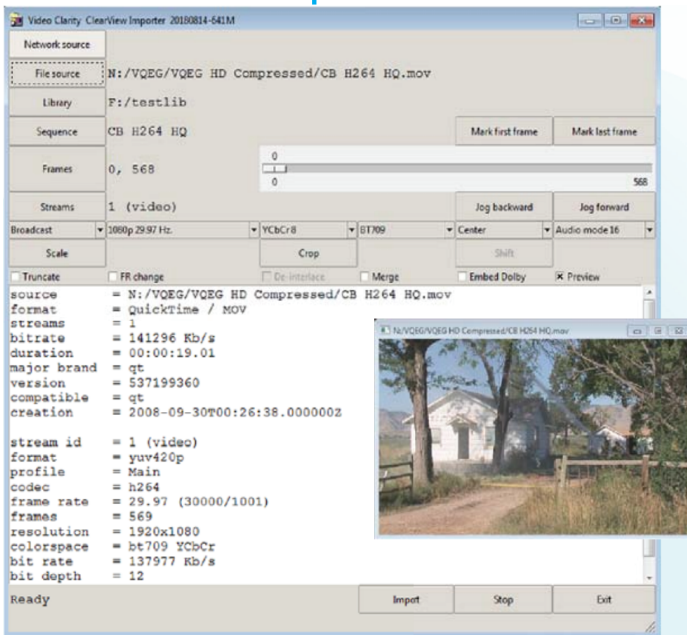 Video Clarity ClearView Importer 20180814-641M
Network source
File source N:/VQEG/VQEG HD Compressed/CB H264 HQ.mov
Library F:/testlib
Sequence CB H264 HQ Mark first frame Mark last frame
0
Frames 0, 568
0 568
Streams 1 (video) Jog backward Jog forward
Broadcast 1080p 29.97 Hz. YCbCr8 BT709 Center Audio mode 16
Scale Crop Shift
Truncate FR change De-interlace Merge Embed Dolby Preview
source = N:/VQEG/VQEG HD Compressed/CB H264 HQ.mov
format = QuickTime / MOV
streams = 1
bitrate = 141296 Kb/s
N:/VQEG/VQEG HD Compressed/CB H264 HQ.mov
duration = 00:00:19.01
major brand = qt
version = 537199360
compatible = qt
creation = 2008-09-30T00:26:38.000000Z
stream id = 1 (video)
format = yuv420p
profile = Main
codec = h264
frame rate = 29.97 (30000/1001)
frames = 569
resolution = 1920x1080
colorspace = bt709 YCbCr
bit rate = 137977 Kb/s
bit depth = 12
Ready Import Stop Exit